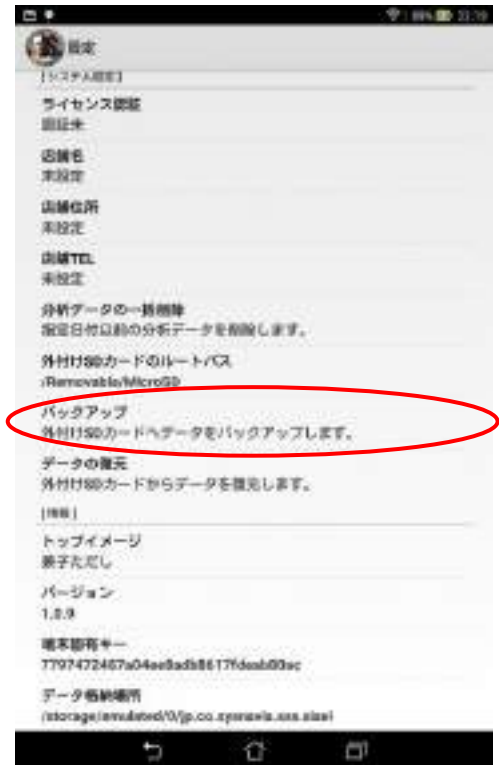 設定
[システム設定]
ライセンス認証
認証未
店舗名
未設定
店舗住所
未設定
店舗TEL
未設定
分析データの一括削除
指定日付以前の分析データを削除します。
外付けSDカードのルートパス
/Removable/MicroSD
バックアップ
外付けSDカードへデータをバックアップします。
データの復元
外付けSDカードからデータを復元します。
[情報]
トップイメージ
バージョン
1.0.9
端末固有キー
データ格納場所